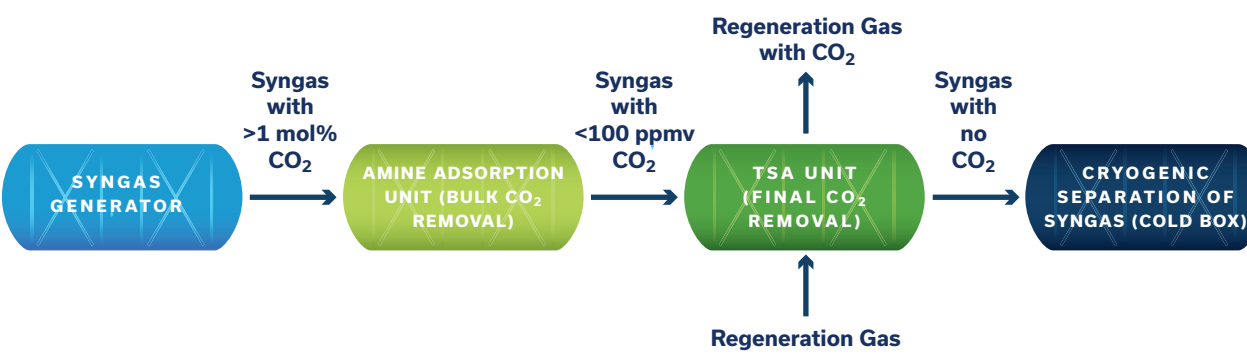 Regeneration Gas
with CO₂
Syngas
with
>1 mol%
CO₂
Syngas
with
<100 ppmv
CO₂
Syngas
with
no
CO₂
SYNGAS
GENERATOR
AMINE ADSORPTION
UNIT (BULK CO₂
REMOVAL)
TSA UNIT
(FINAL CO₂
REMOVAL)
CRYOGENIC
SEPARATION OF
SYNGAS (COLD BOX)
Regeneration Gas